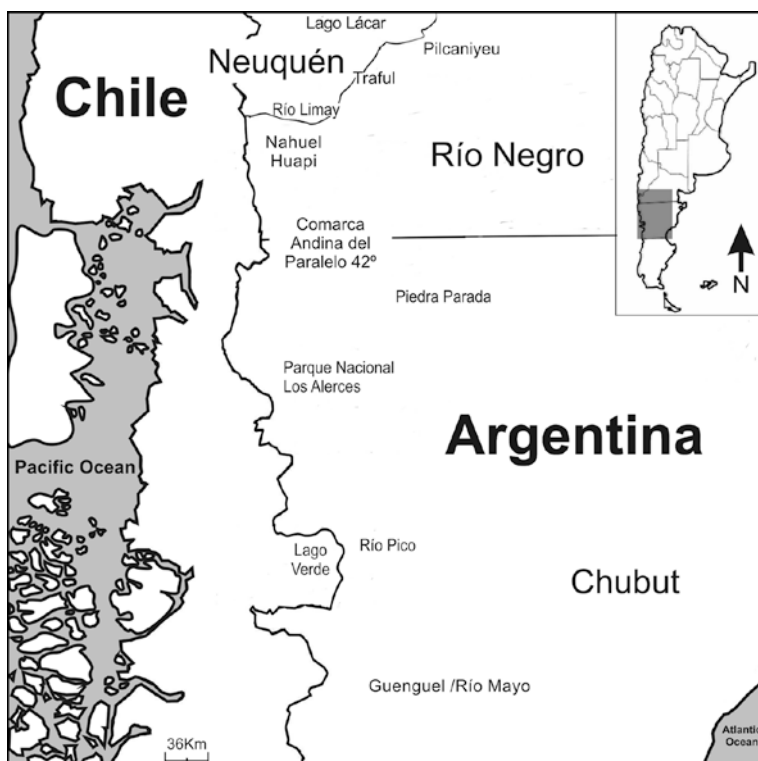 Lago Lácar
Neuquén
Pilcaniyeu
Traful
Chile
Río Limay
Nahuel
Huapi
Río Negro
N
Comarca
Andina del
Paralelo 42º
Piedra Parada
Parque Nacional
Los Alerces
Argentina
Pacific Ocean
Lago
Verde
Río Pico
Chubut
Guenguel /Río Mayo
36Km
Atlantic
Ocean